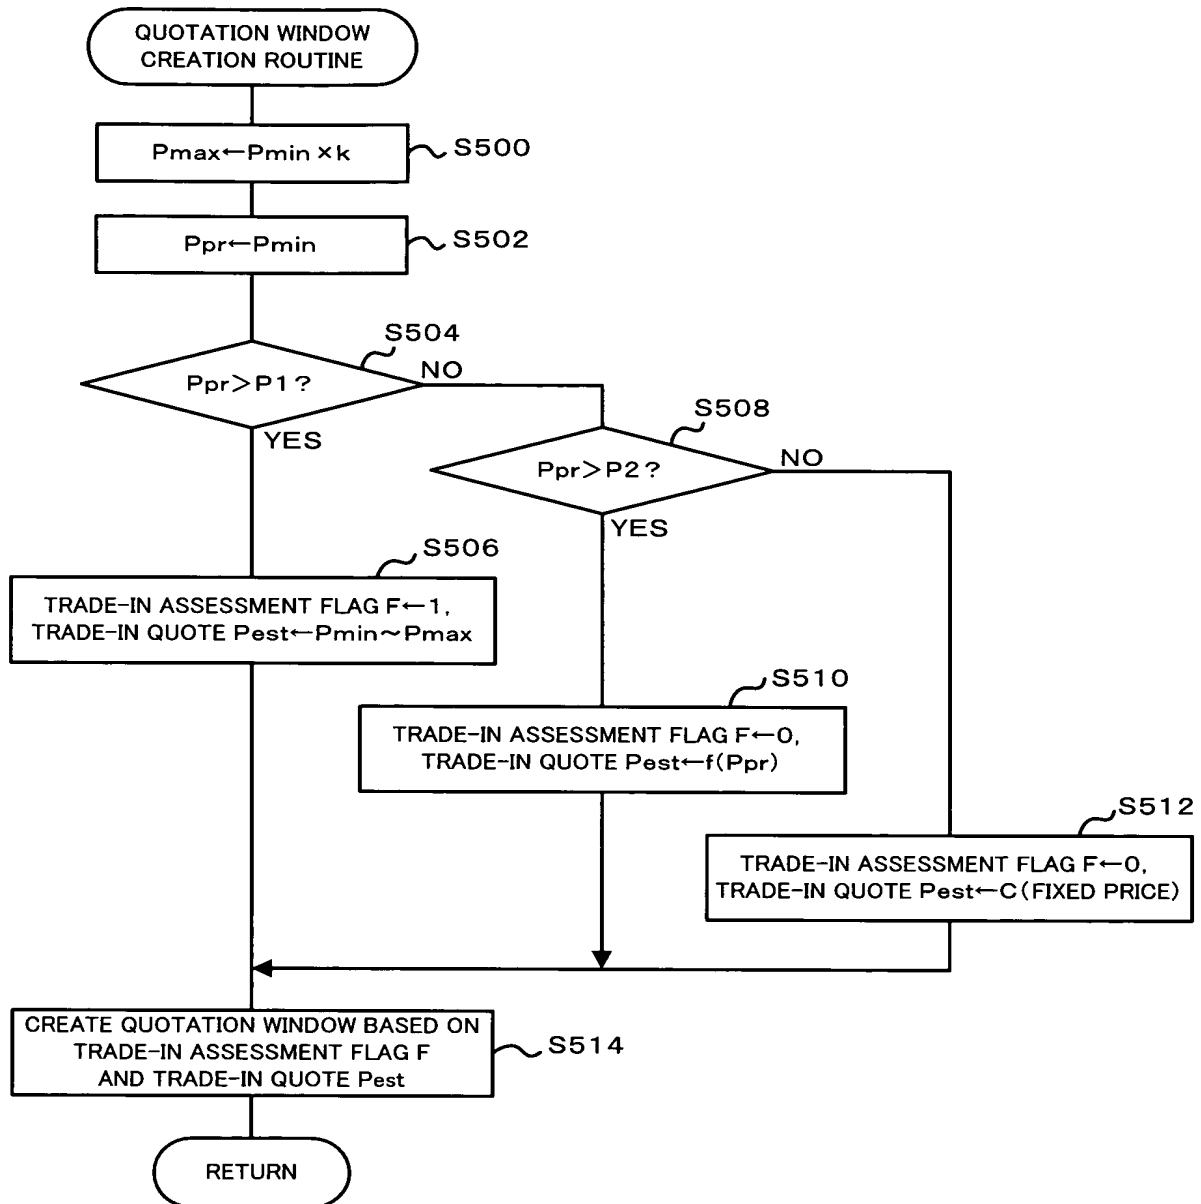 QUOTATION WINDOW
CREATION ROUTINE
Pmax←Pmin×k
S500
Ppr←Pmin
S502
S504
Ppr>P1?
NO
YES
S508
Ppr>P2?
NO
YES
S506
TRADE-IN ASSESSMENT FLAG F←1,
TRADE-IN QUOTE Pest←Pmin~Pmax
S510
TRADE-IN ASSESSMENT FLAG F←0,
TRADE-IN QUOTE Pest←f(Ppr)
S512
TRADE-IN ASSESSMENT FLAG F←0,
TRADE-IN QUOTE Pest←C(FIXED PRICE)
CREATE QUOTATION WINDOW BASED ON
TRADE-IN ASSESSMENT FLAG F
AND TRADE-IN QUOTE Pest
S514
RETURN